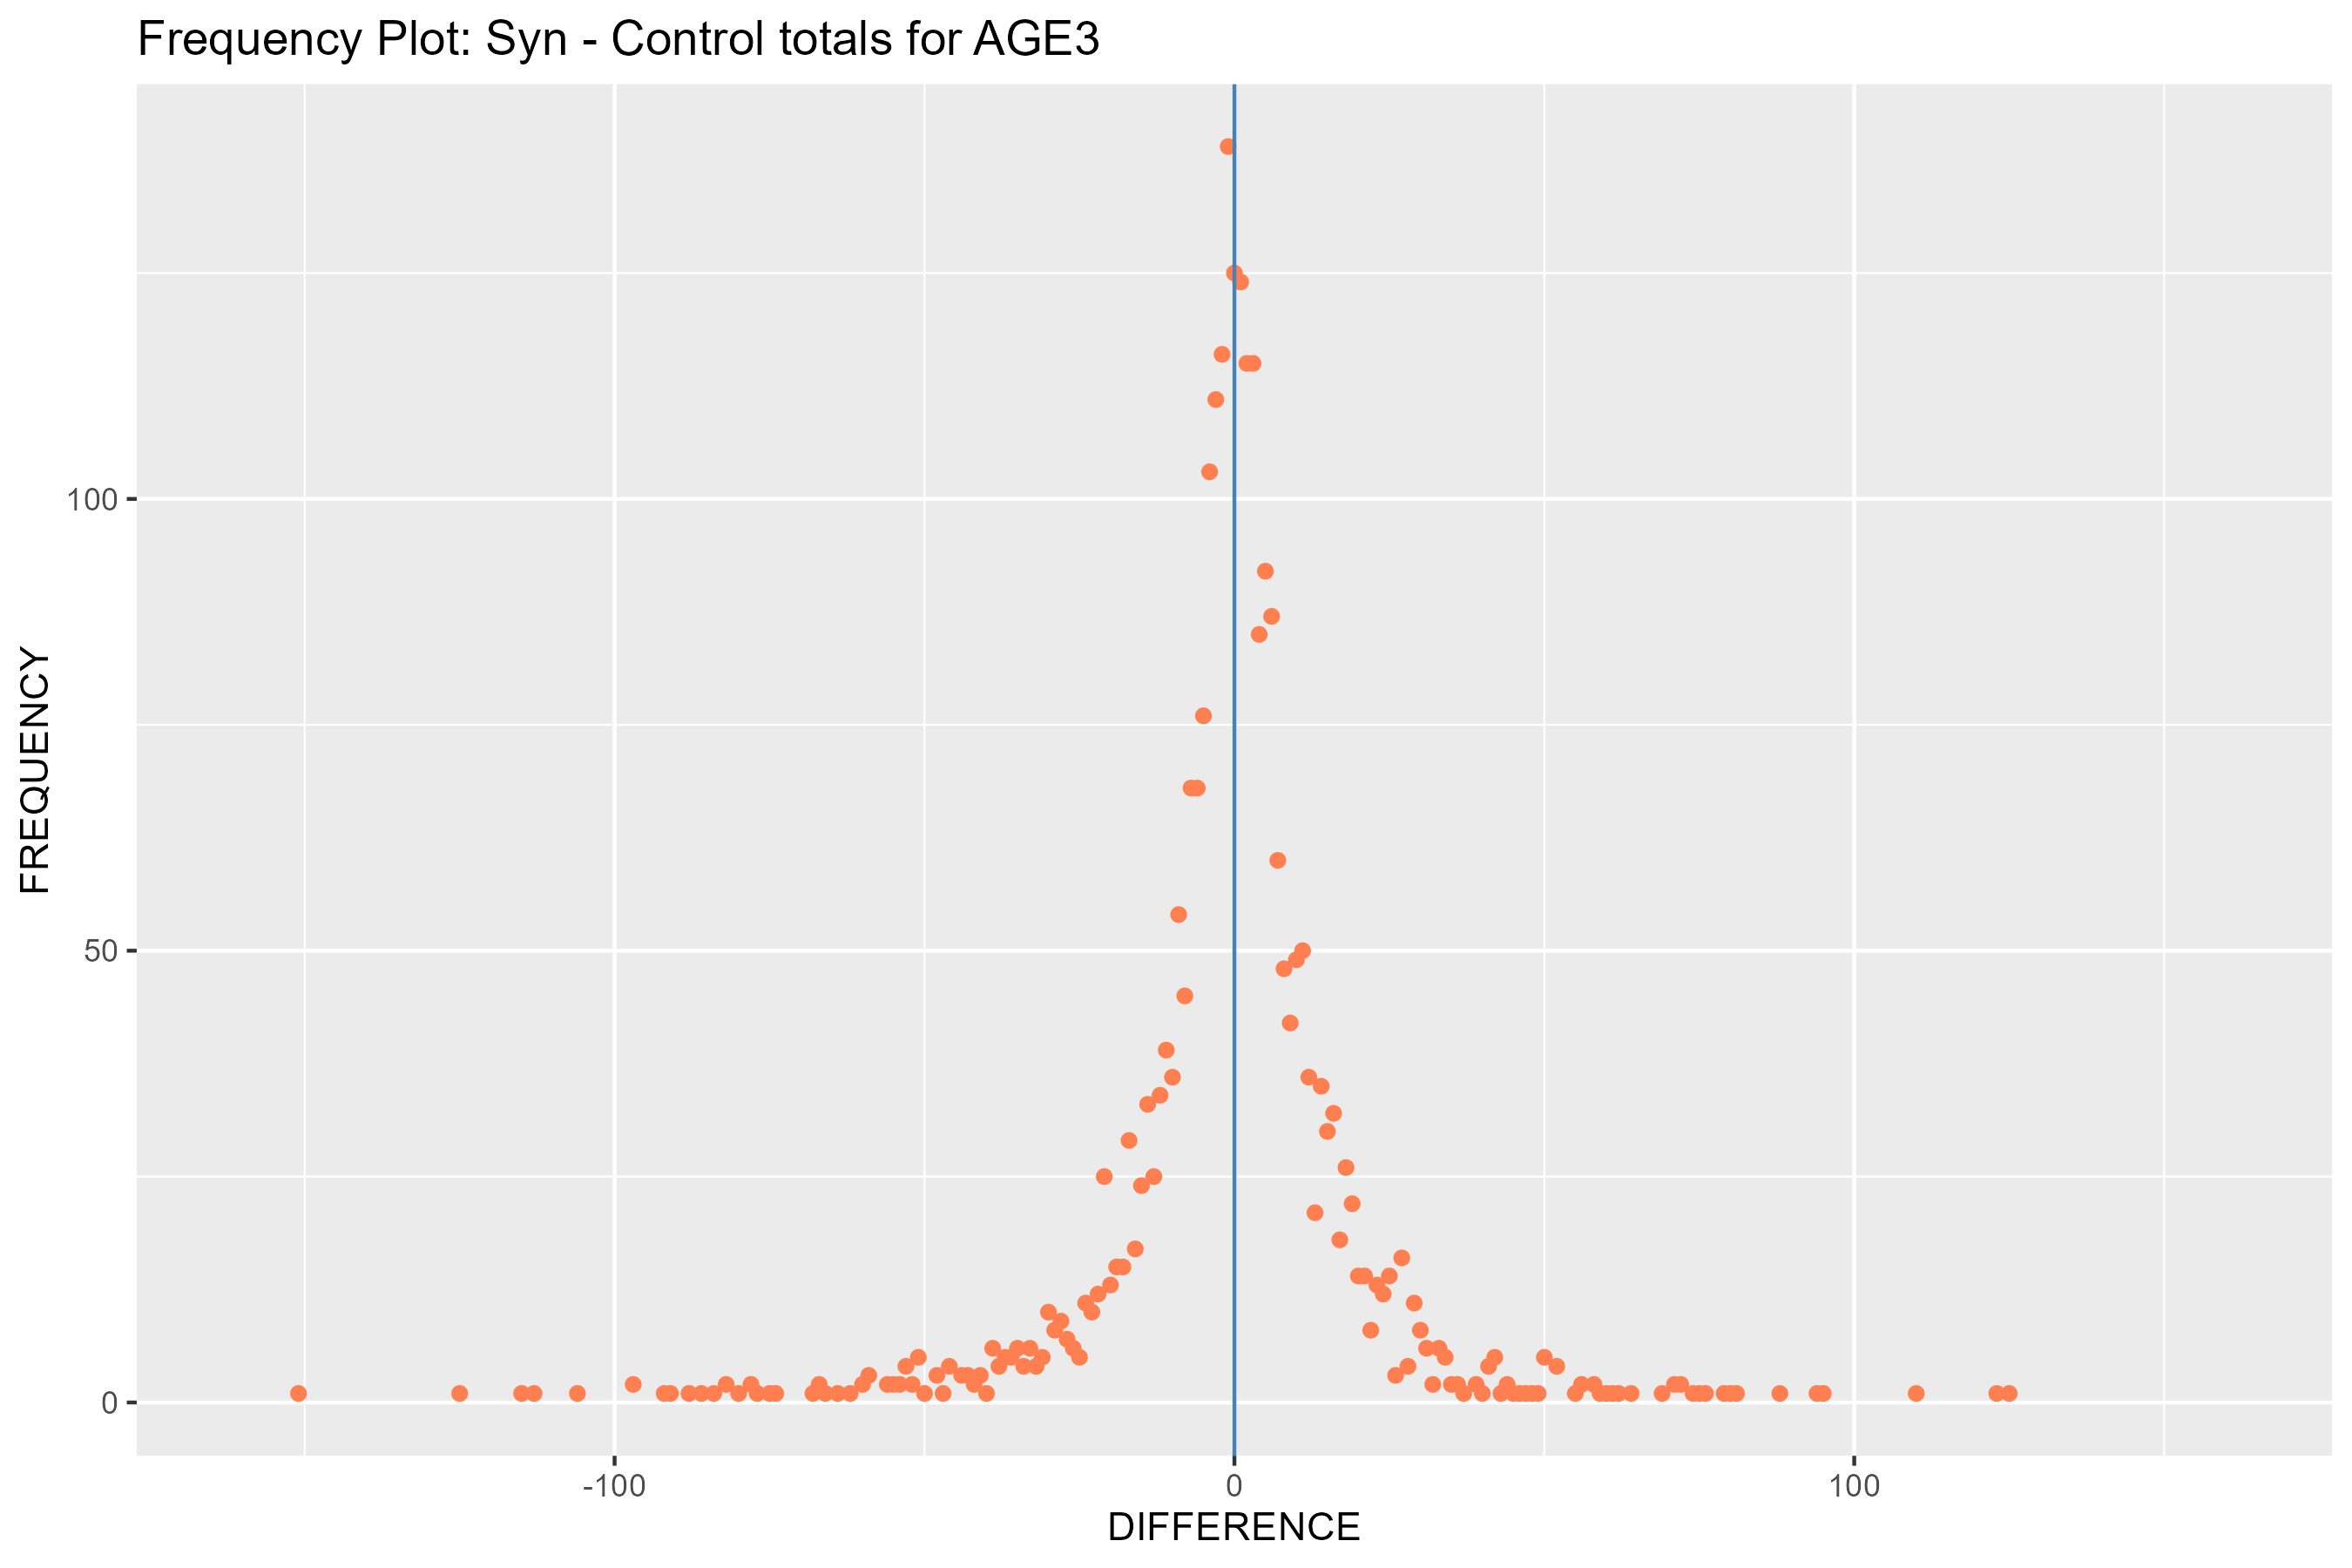 Frequency Plot: Syn - Control totals for AGE3
FREQUENCY
100
50
0
-100
0
100
DIFFERENCE